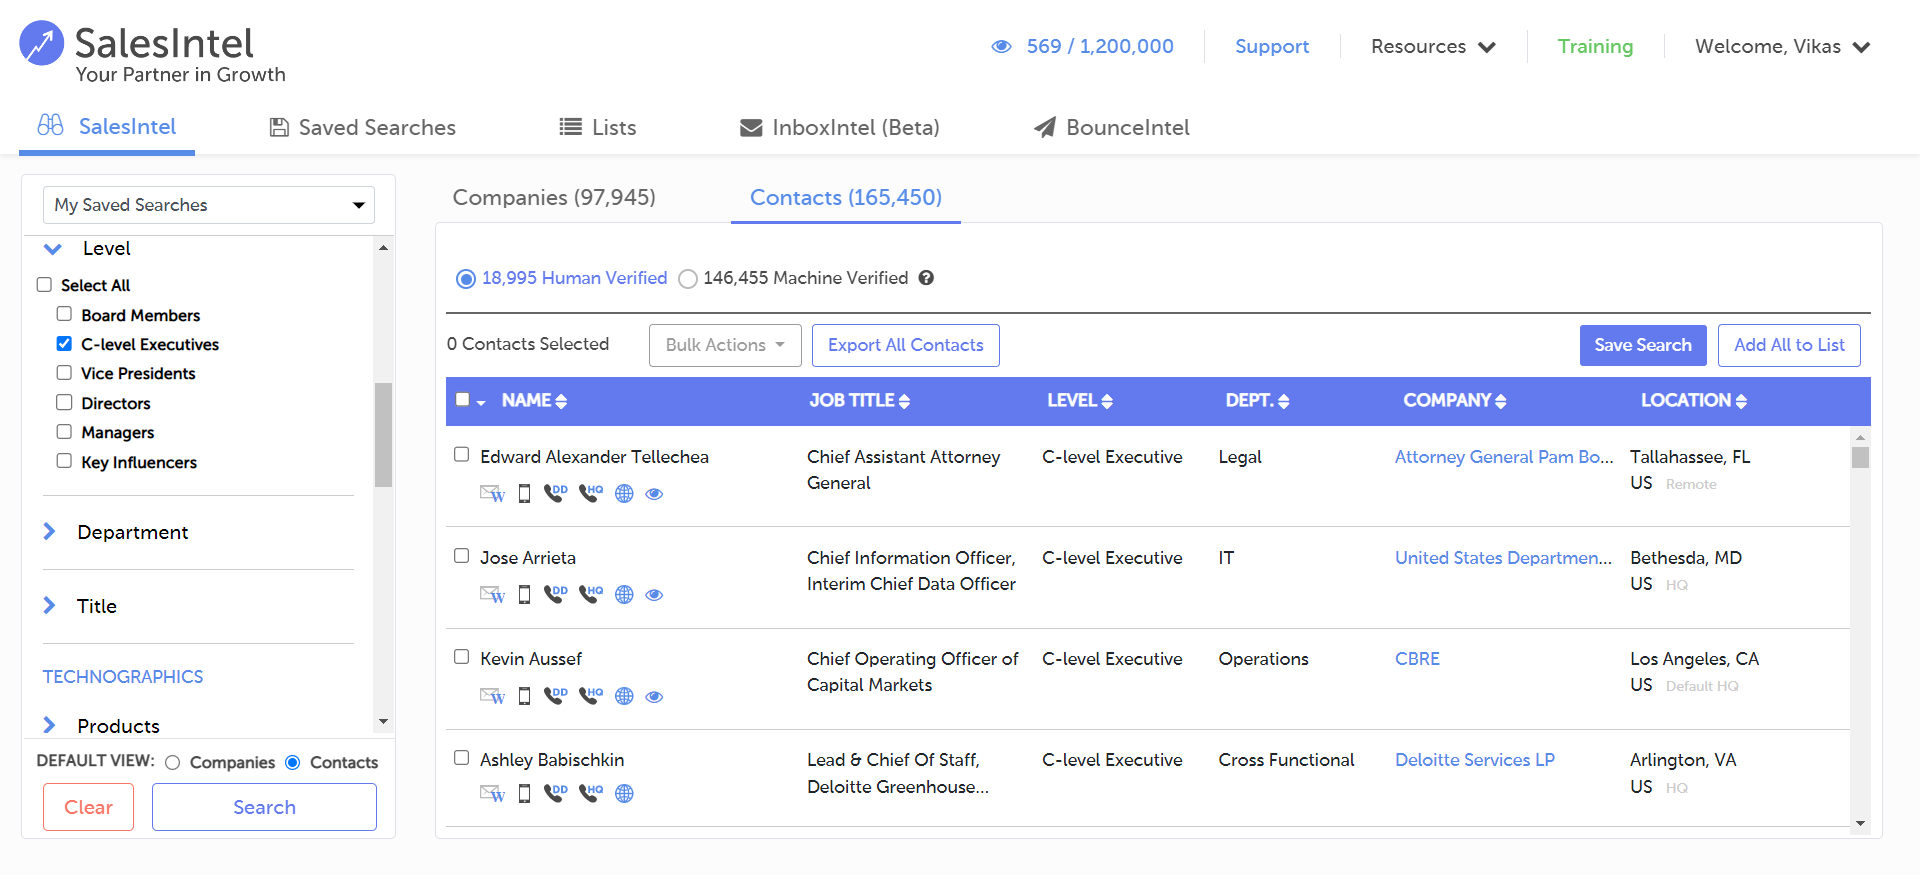 SalesIntel
Your Partner in Growth
569 / 1,200,000
Support
Resources
Training
Welcome, Vikas
SalesIntel
Saved Searches
Lists
InboxIntel (Beta)
BounceIntel
My Saved Searches
Level
Select All
Board Members
C-level Executives
Vice Presidents
Directors
Managers
Key Influencers
Department
Title
TECHNOGRAPHICS
Products
DEFAULT VIEW: Companies Contacts
Clear
Search
Companies (97,945)
Contacts (165,450)
18,995 Human Verified
146,455 Machine Verified
0 Contacts Selected
Bulk Actions
Export All Contacts
Save Search
Add All to List
NAME JOB TITLE LEVEL DEPT. COMPANY LOCATION
Edward Alexander Tellechea
Chief Assistant Attorney
General
C-level Executive
Legal
Attorney General Pam Bo...
Tallahassee, FL
US Remote
W DD HQ
Jose Arrieta
Chief Information Officer,
Interim Chief Data Officer
C-level Executive
IT
United States Departmen...
Bethesda, MD
US HQ
W DD HQ
Kevin Aussef
Chief Operating Officer of
Capital Markets
C-level Executive
Operations
CBRE
Los Angeles, CA
US Default HQ
W DD HQ
Ashley Babischkin
Lead & Chief Of Staff,
Deloitte Greenhouse...
C-level Executive
Cross Functional
Deloitte Services LP
Arlington, VA
US HQ
W DD HQ